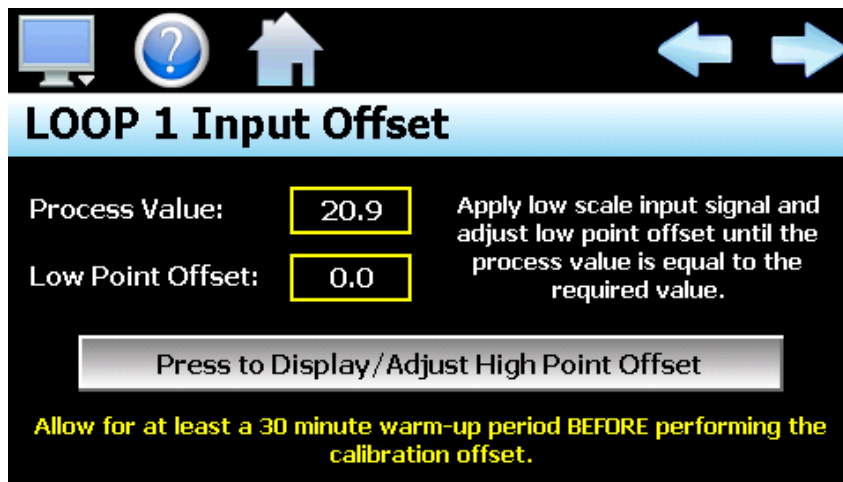 ?
LOOP 1 Input Offset
Process Value:
20.9
Apply low scale input signal and
adjust low point offset until the
process value is equal to the
required value.
Low Point Offset:
0.0
Press to Display/Adjust High Point Offset
Allow for at least a 30 minute warm-up period BEFORE performing the
calibration offset.